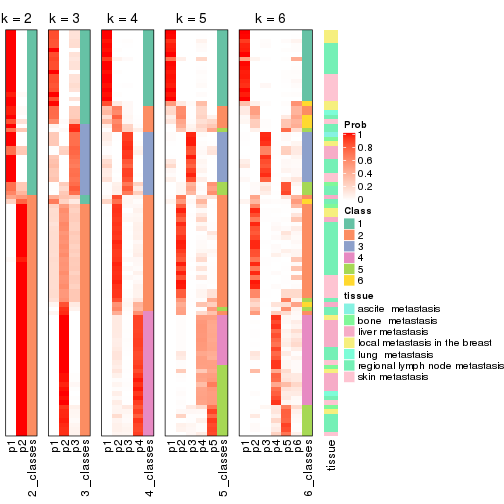 k = 2
k = 3
k = 4
k = 5
k = 6
Prob
1
0.8
0.6
0.4
0.2
0
Class
1
2
3
4
5
6
tissue
ascite metastasis
bone metastasis
liver metastasis
local metastasis in the breast
lung metastasis
regional lymph node metastasis
skin metastasis
p1
p2
2_classes
p1
p2
p3
3_classes
p1
p2
p3
p4
4_classes
p1
p2
p3
p4
p5
5_classes
p1
p2
p3
p4
p5
p6
6_classes
tissue